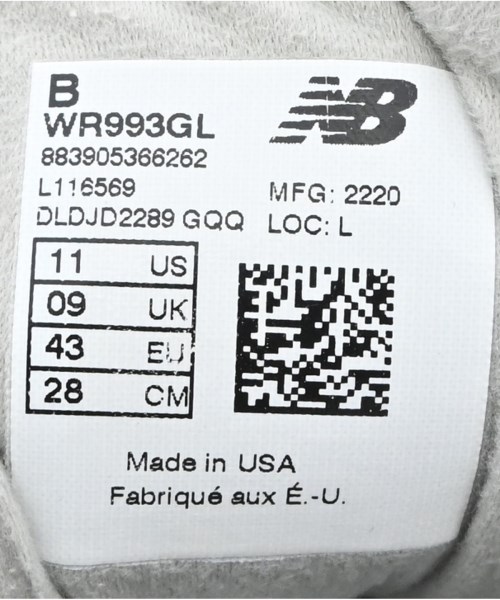 B
NB
WR993GL
883905366262
L116569
MFG: 2220
DLDJD2289 GQQ
LOC: L
11 US
09 UK
43 EU
28 CM
Made in USA
Fabriqué aux É.-U.